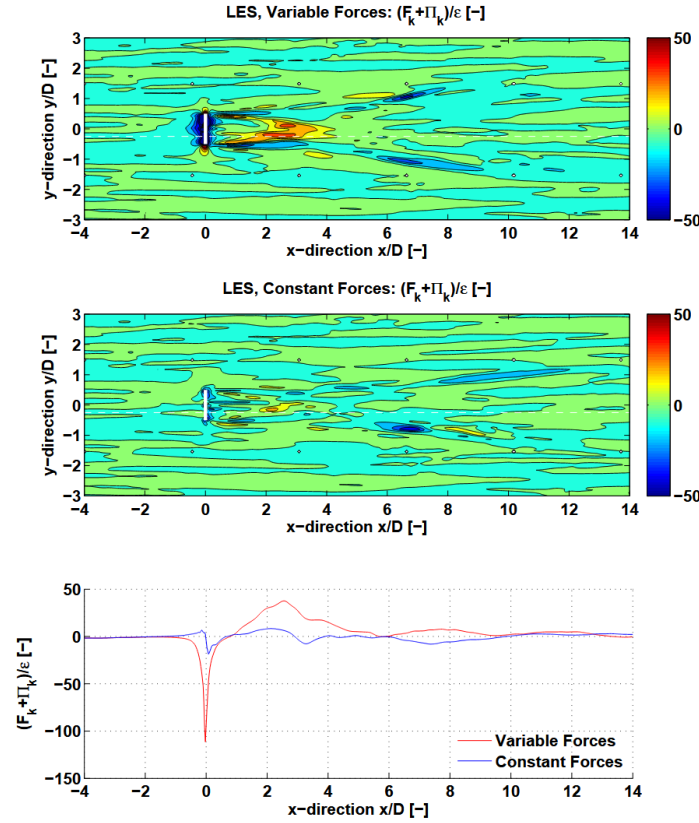 LES, Variable Forces: (F_k+Π_k)/ε [−]
3
2
1
0
−1
−2
−3
y−direction y/D [−]
−4 −2 0 2 4 6 8 10 12 14
x−direction x/D [−]
50
0
−50
LES, Constant Forces: (F_k+Π_k)/ε [−]
3
2
1
0
−1
−2
−3
y−direction y/D [−]
−4 −2 0 2 4 6 8 10 12 14
x−direction x/D [−]
50
0
−50
50
0
−50
−100
−150
(F_k+Π_k)/ε [−]
Variable Forces
Constant Forces
−4 −2 0 2 4 6 8 10 12 14
x−direction x/D [−]